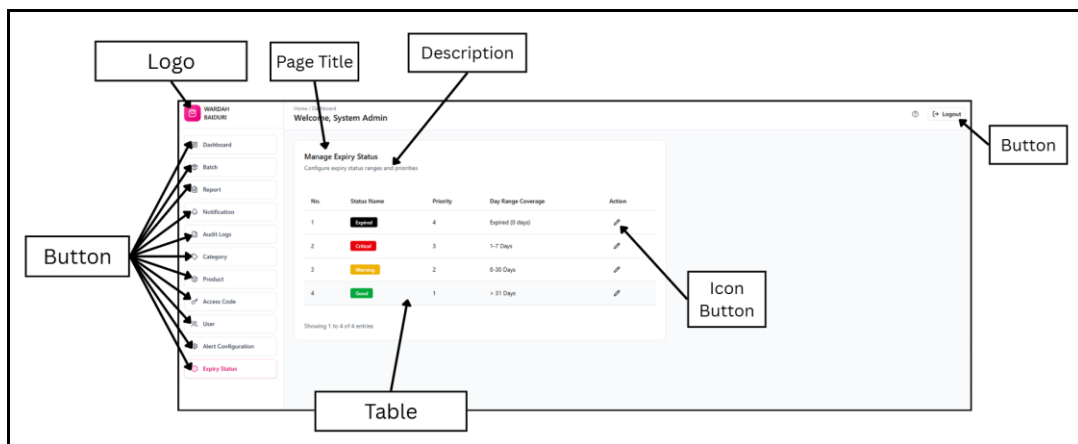 Logo
Page Title
Description
WARDAH
BAIDURI
Home / Dashboard
Welcome, System Admin
Logout
Button
Dashboard
Batch
Report
Notification
Audit Logs
Category
Product
Access Code
User
Alert Configuration
Expiry Status
Button
Manage Expiry Status
Configure expiry status ranges and priorities
No. Status Name Priority Day Range Coverage Action
1 Expired 4 Expired (0 days)
2 Critical 3 1-7 Days
3 Warning 2 8-30 Days
4 Good 1 > 31 Days
Showing 1 to 4 of 4 entries
Icon
Button
Table